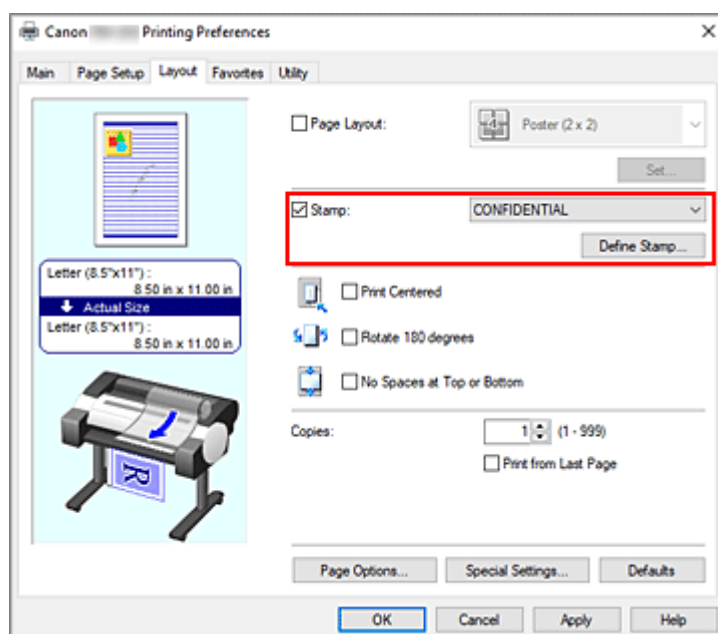 Canon Printing Preferences
Main Page Setup Layout Favorites Utility
Page Layout: Poster (2 x 2)
Set...
Stamp: CONFIDENTIAL
Define Stamp...
Letter (8.5"x11") :
8.50 in x 11.00 in
Actual Size
Letter (8.5"x11") :
8.50 in x 11.00 in
Print Centered
Rotate 180 degrees
No Spaces at Top or Bottom
Copies: 1 (1 - 999)
Print from Last Page
R
Page Options... Special Settings... Defaults
OK Cancel Apply Help